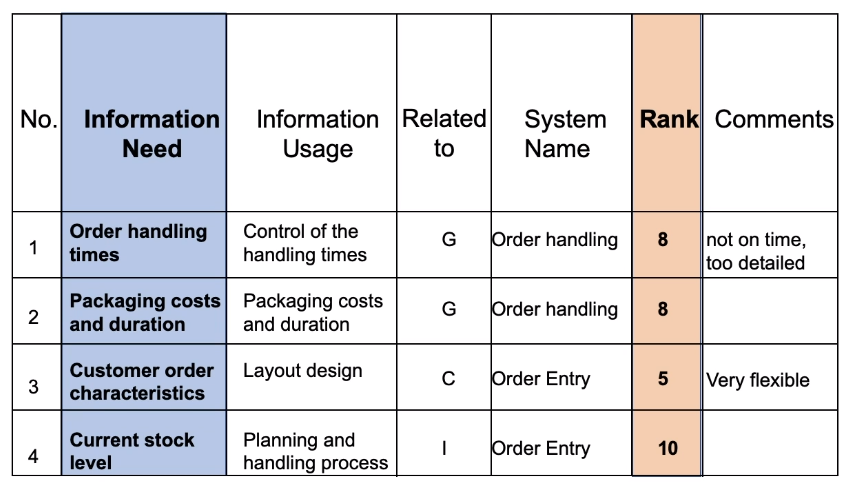 No. Information Need Information Usage Related to System Name Rank Comments
1 Order handling times Control of the handling times G Order handling 8 not on time, too detailed
2 Packaging costs and duration Packaging costs and duration G Order handling 8
3 Customer order characteristics Layout design C Order Entry 5 Very flexible
4 Current stock level Planning and handling process I Order Entry 10